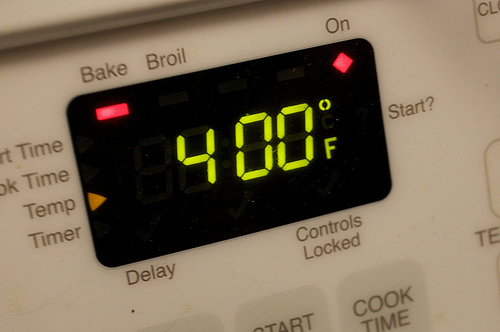 On
Bake Broil
CL
400°F
Start?
rt Time
ok Time
Temp
Timer
Controls
Locked
Delay
TE
START
COOK
TIME